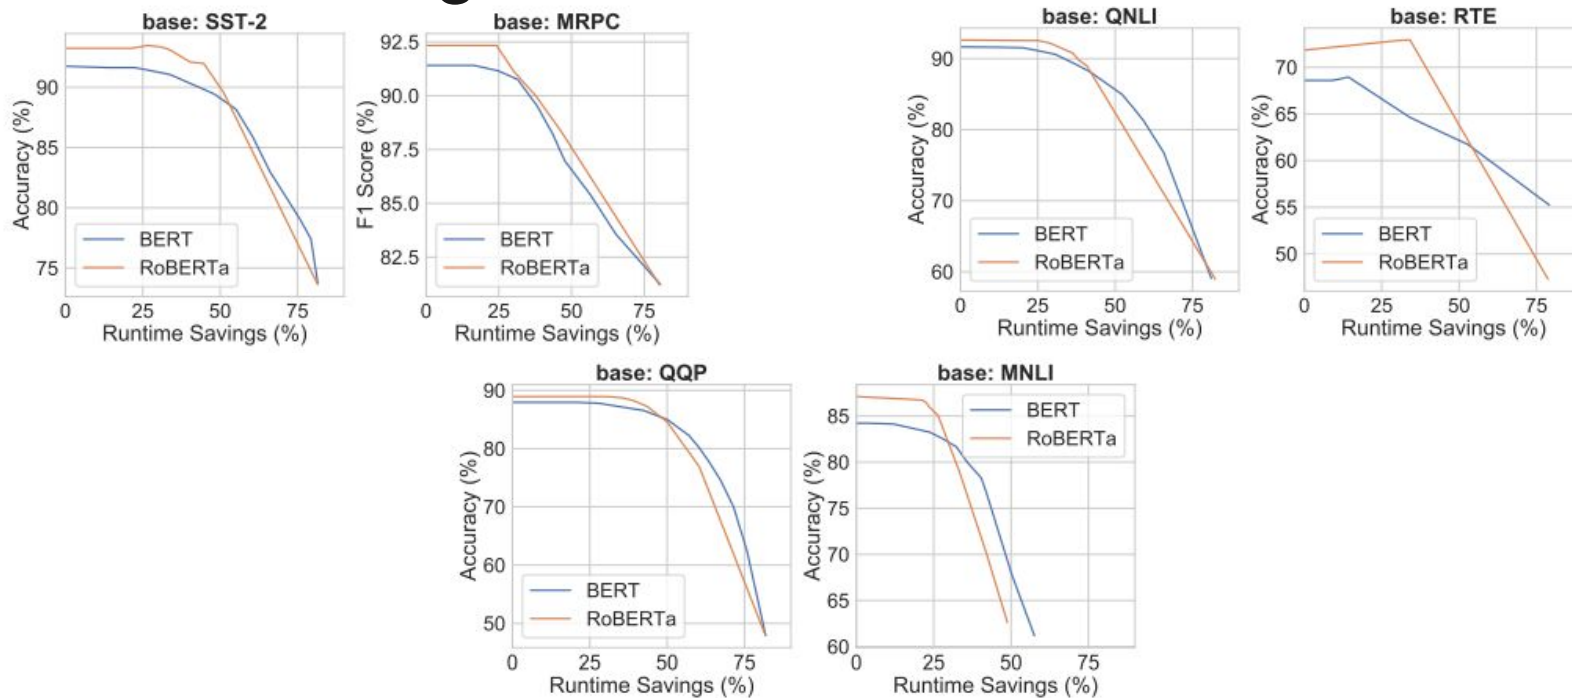 base: SST-2
Accuracy (%)
90
85
80
75
BERT
RoBERTa
0 25 50 75
Runtime Savings (%)
base: MRPC
F1 Score (%)
92.5
90.0
87.5
85.0
82.5
BERT
RoBERTa
0 25 50 75
Runtime Savings (%)
base: QNLI
Accuracy (%)
90
80
70
60
BERT
RoBERTa
0 25 50 75
Runtime Savings (%)
base: RTE
Accuracy (%)
70
65
60
55
50
BERT
RoBERTa
0 25 50 75
Runtime Savings (%)
base: QQP
Accuracy (%)
90
80
70
60
50
BERT
RoBERTa
0 25 50 75
Runtime Savings (%)
base: MNLI
Accuracy (%)
85
80
75
70
65
60
BERT
RoBERTa
0 25 50 75
Runtime Savings (%)